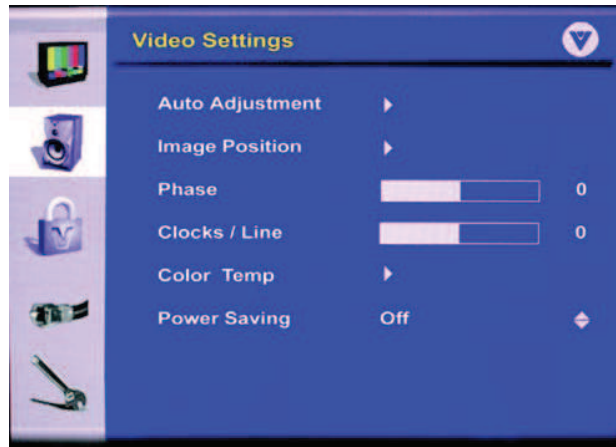 Video Settings
Auto Adjustment
Image Position
Phase 0
Clocks / Line 0
Color Temp
Power Saving Off